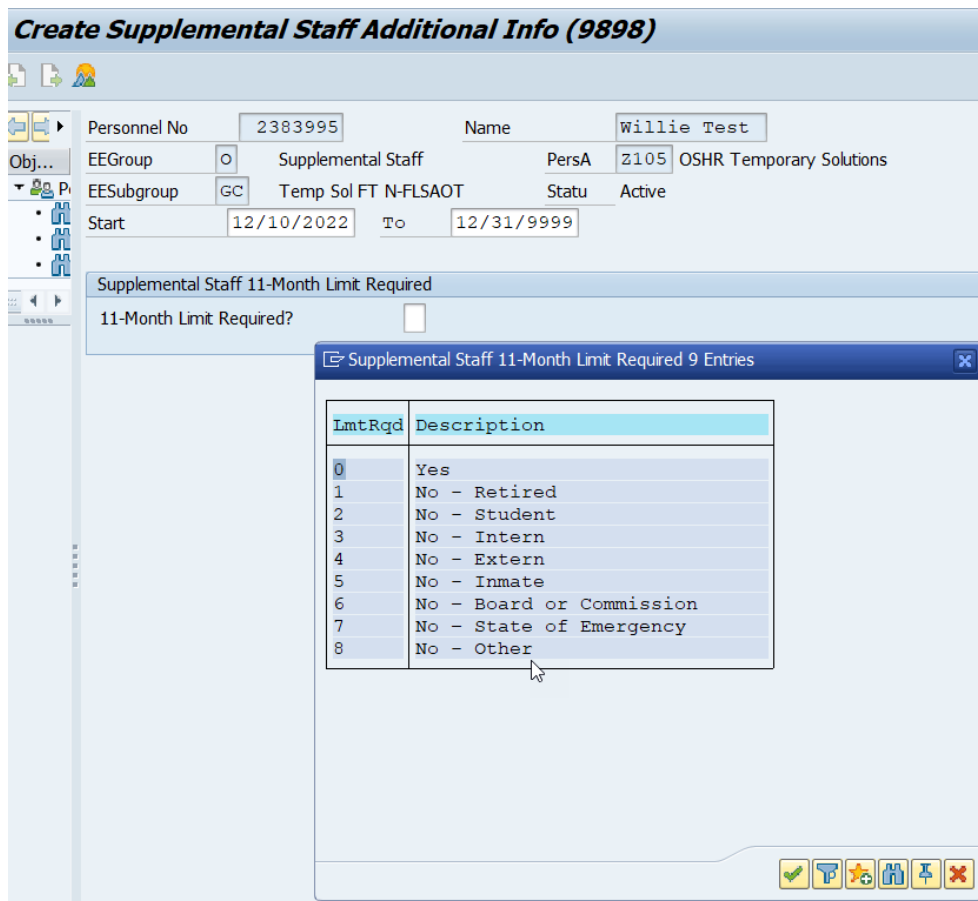 Create Supplemental Staff Additional Info (9898)
Personnel No 2383995 Name Willie Test
Obj...
EEGroup O Supplemental Staff PersA Z105 OSHR Temporary Solutions
EESubgroup GC Temp Sol FT N-FLSAOT Statu Active
Start 12/10/2022 To 12/31/9999
Supplemental Staff 11-Month Limit Required
11-Month Limit Required?
Supplemental Staff 11-Month Limit Required 9 Entries
LmtRqd Description
0 Yes
1 No - Retired
2 No - Student
3 No - Intern
4 No - Extern
5 No - Inmate
6 No - Board or Commission
7 No - State of Emergency
8 No - Other